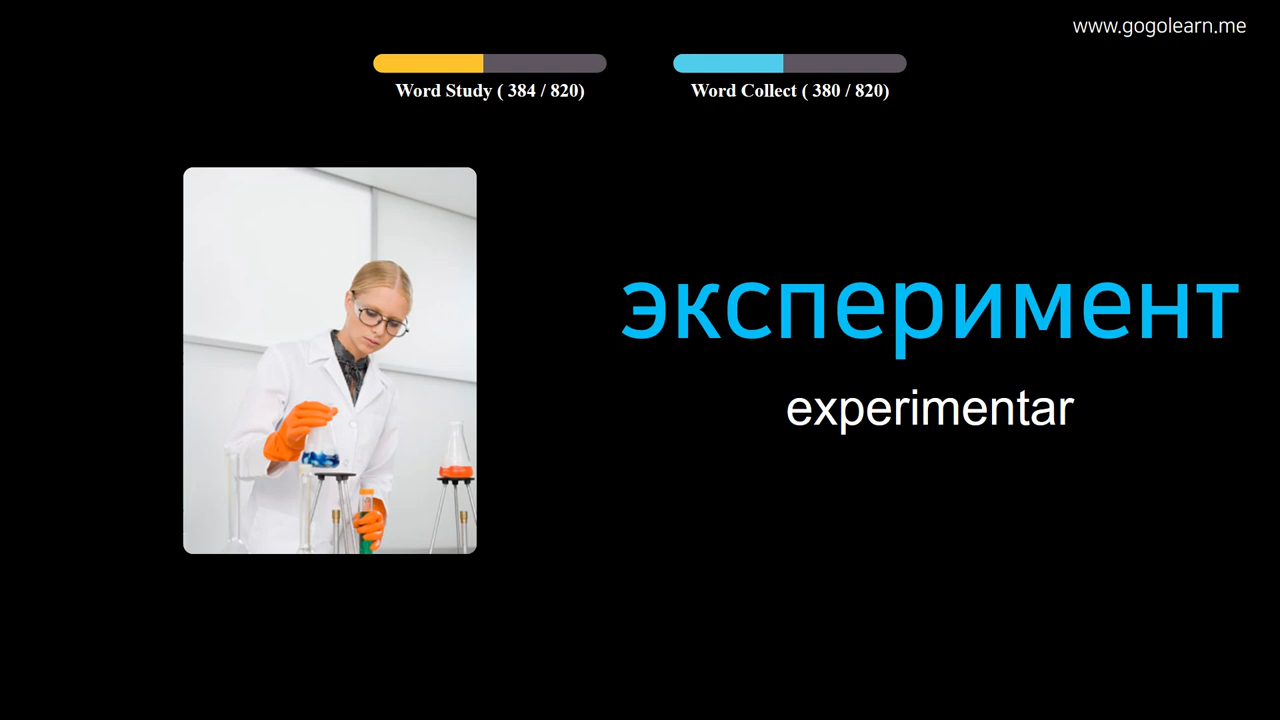 www.gogolearn.me
Word Study ( 384 / 820)
Word Collect ( 380 / 820)
эксперимент
experimentar